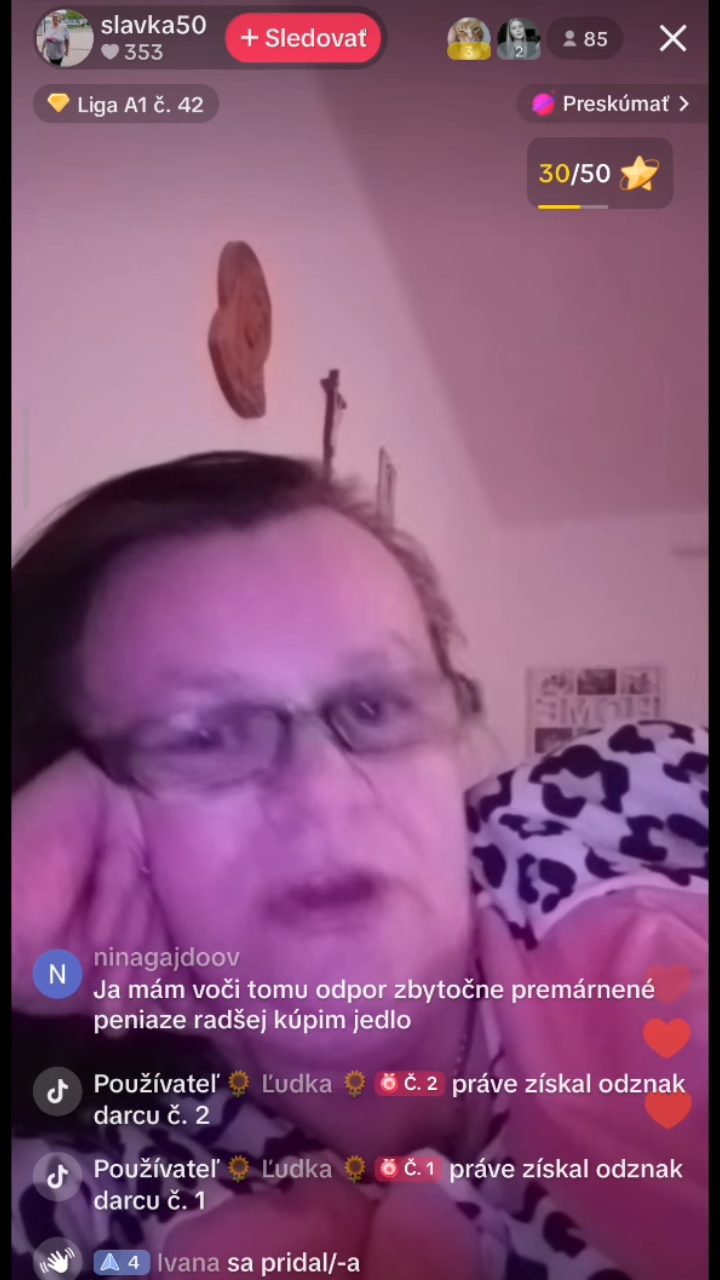 slavka50
353
+ Sledovať
3
2
85
Liga A1 č. 42
Preskúmať
30/50
ninagajdoov
N
Ja mám voči tomu odpor zbytočne premárnené
peniaze radšej kúpim jedlo
Používateľ 🌻 Ľudka 🌻 Č. 2 práve získal odznak
darcu č. 2
Používateľ 🌻 Ľudka 🌻 Č. 1 práve získal odznak
darcu č. 1
4 Ivana sa pridal/-a